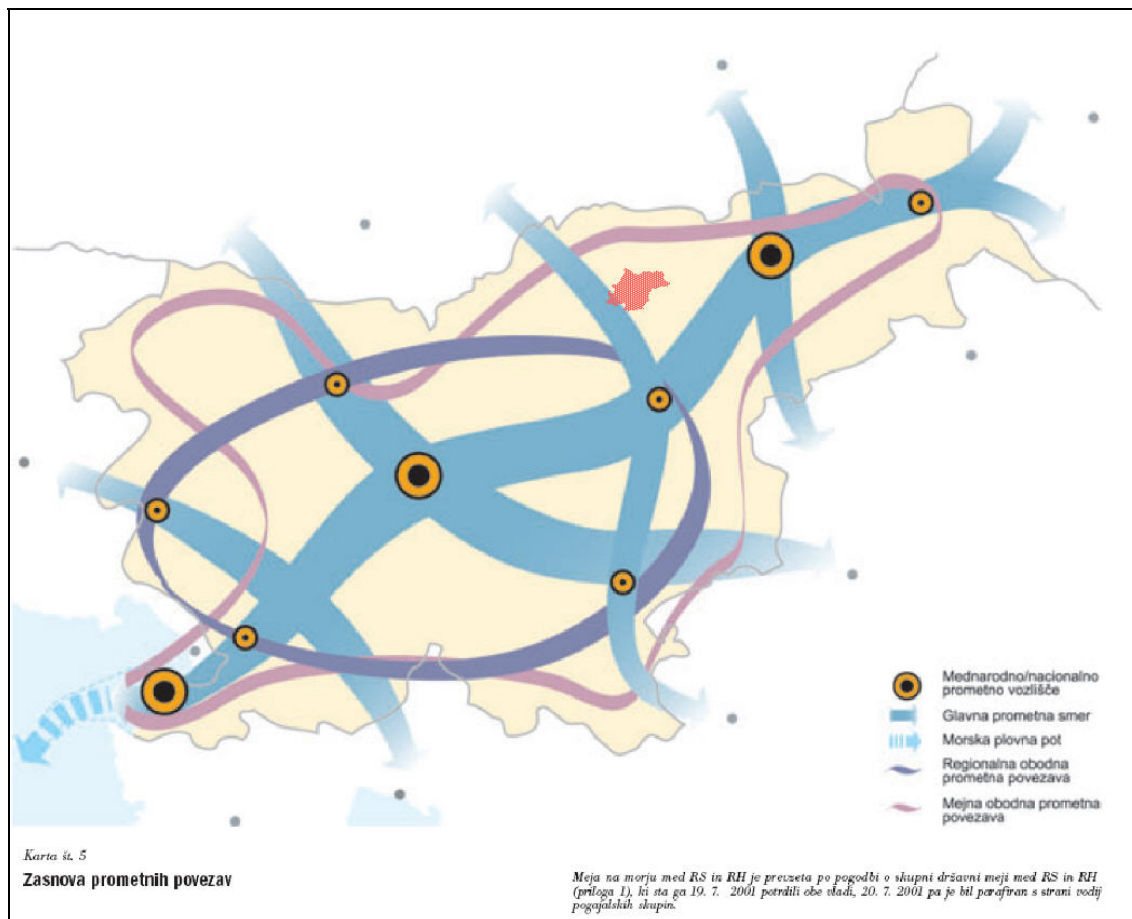 Mednarodno/nacionalno
prometno vozlišče
Glavna prometna smer
Morska plovna pot
Regionalna obodna
prometna povezava
Mejna obodna prometna
povezava
Karta št. 5
Zasnova prometnih povezav
Meja na morju med RS in RH je prevzeta po pogodbi o skupni državni meji med RS in RH
(priloga I), ki sta ga 19. 7. 2001 potrdili obe vladi, 20. 7. 2001 pa je bil parafiran s strani vodij
pogajalskih skupin.